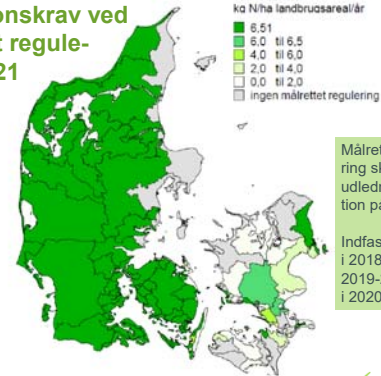 onskrav ved
t regule-
21
kg N/ha landbrugsareal/år
6,51
6,0 til 6,5
4,0 til 6,0
2,0 til 4,0
0,0 til 2,0
ingen målrettet regulering
Målret
ring sk
udledn
tion pa
Indfas
i 2018
2019-
i 2020